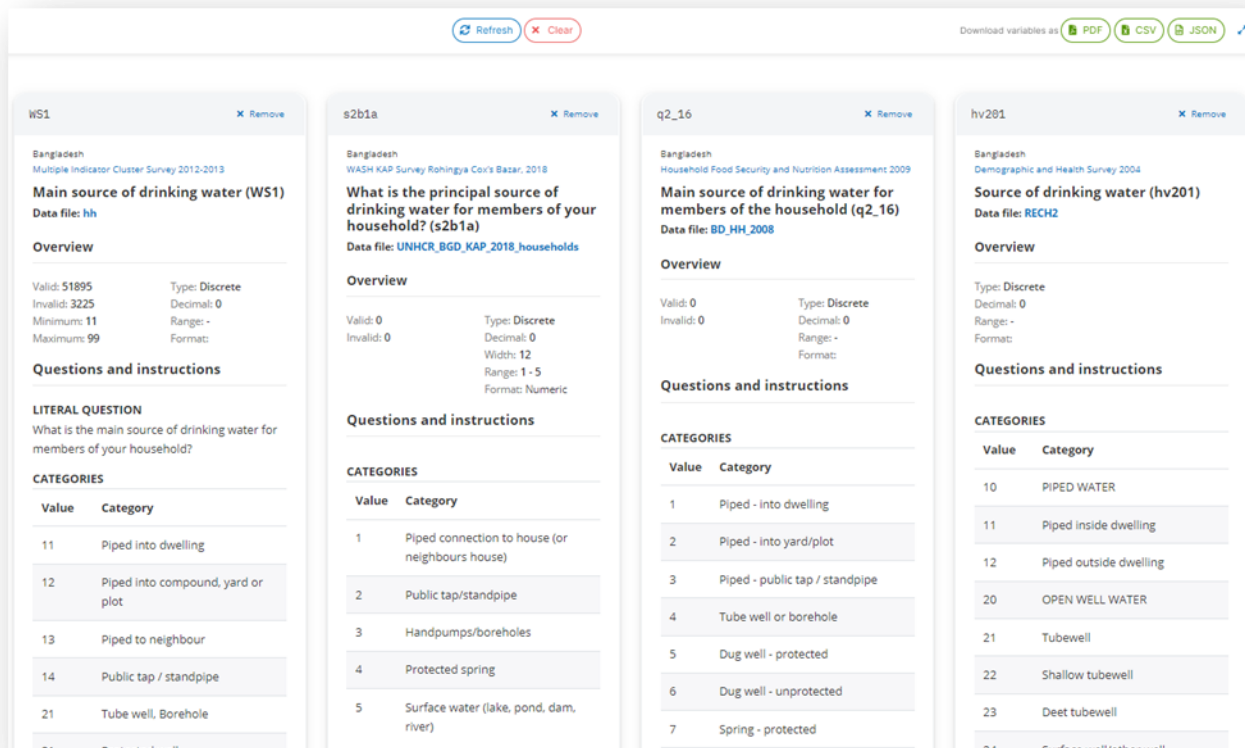 Refresh
Clear
Download variables as
PDF
CSV
JSON
WS1
Remove
Bangladesh
Multiple Indicator Cluster Survey 2012-2013
Main source of drinking water (WS1)
Data file: hh
Overview
Valid: 51895
Type: Discrete
Invalid: 3225
Decimal: 0
Minimum: 11
Range: -
Maximum: 99
Format:
Questions and instructions
LITERAL QUESTION
What is the main source of drinking water for
members of your household?
CATEGORIES
Value Category
11 Piped into dwelling
12 Piped into compound, yard or
plot
13 Piped to neighbour
14 Public tap / standpipe
21 Tube well, Borehole
s2b1a
Remove
Bangladesh
WASH KAP Survey Rohingya Cox's Bazar, 2018
What is the principal source of
drinking water for members of your
household? (s2b1a)
Data file: UNHCR_BGD_KAP_2018_households
Overview
Valid: 0
Type: Discrete
Invalid: 0
Decimal: 0
Width: 12
Range: 1 - 5
Format: Numeric
Questions and instructions
CATEGORIES
Value Category
1 Piped connection to house (or
neighbours house)
2 Public tap/standpipe
3 Handpumps/boreholes
4 Protected spring
5 Surface water (lake, pond, dam,
river)
q2_16
Remove
Bangladesh
Household Food Security and Nutrition Assessment 2009
Main source of drinking water for
members of the household (q2_16)
Data file: BD_HH_2008
Overview
Valid: 0
Type: Discrete
Invalid: 0
Decimal: 0
Range: -
Format:
Questions and instructions
CATEGORIES
Value Category
1 Piped - into dwelling
2 Piped - into yard/plot
3 Piped - public tap / standpipe
4 Tube well or borehole
5 Dug well - protected
6 Dug well - unprotected
7 Spring - protected
hv201
Remove
Bangladesh
Demographic and Health Survey 2004
Source of drinking water (hv201)
Data file: RECH2
Overview
Type: Discrete
Decimal: 0
Range: -
Format:
Questions and instructions
CATEGORIES
Value Category
10 PIPED WATER
11 Piped inside dwelling
12 Piped outside dwelling
20 OPEN WELL WATER
21 Tubewell
22 Shallow tubewell
23 Deet tubewell